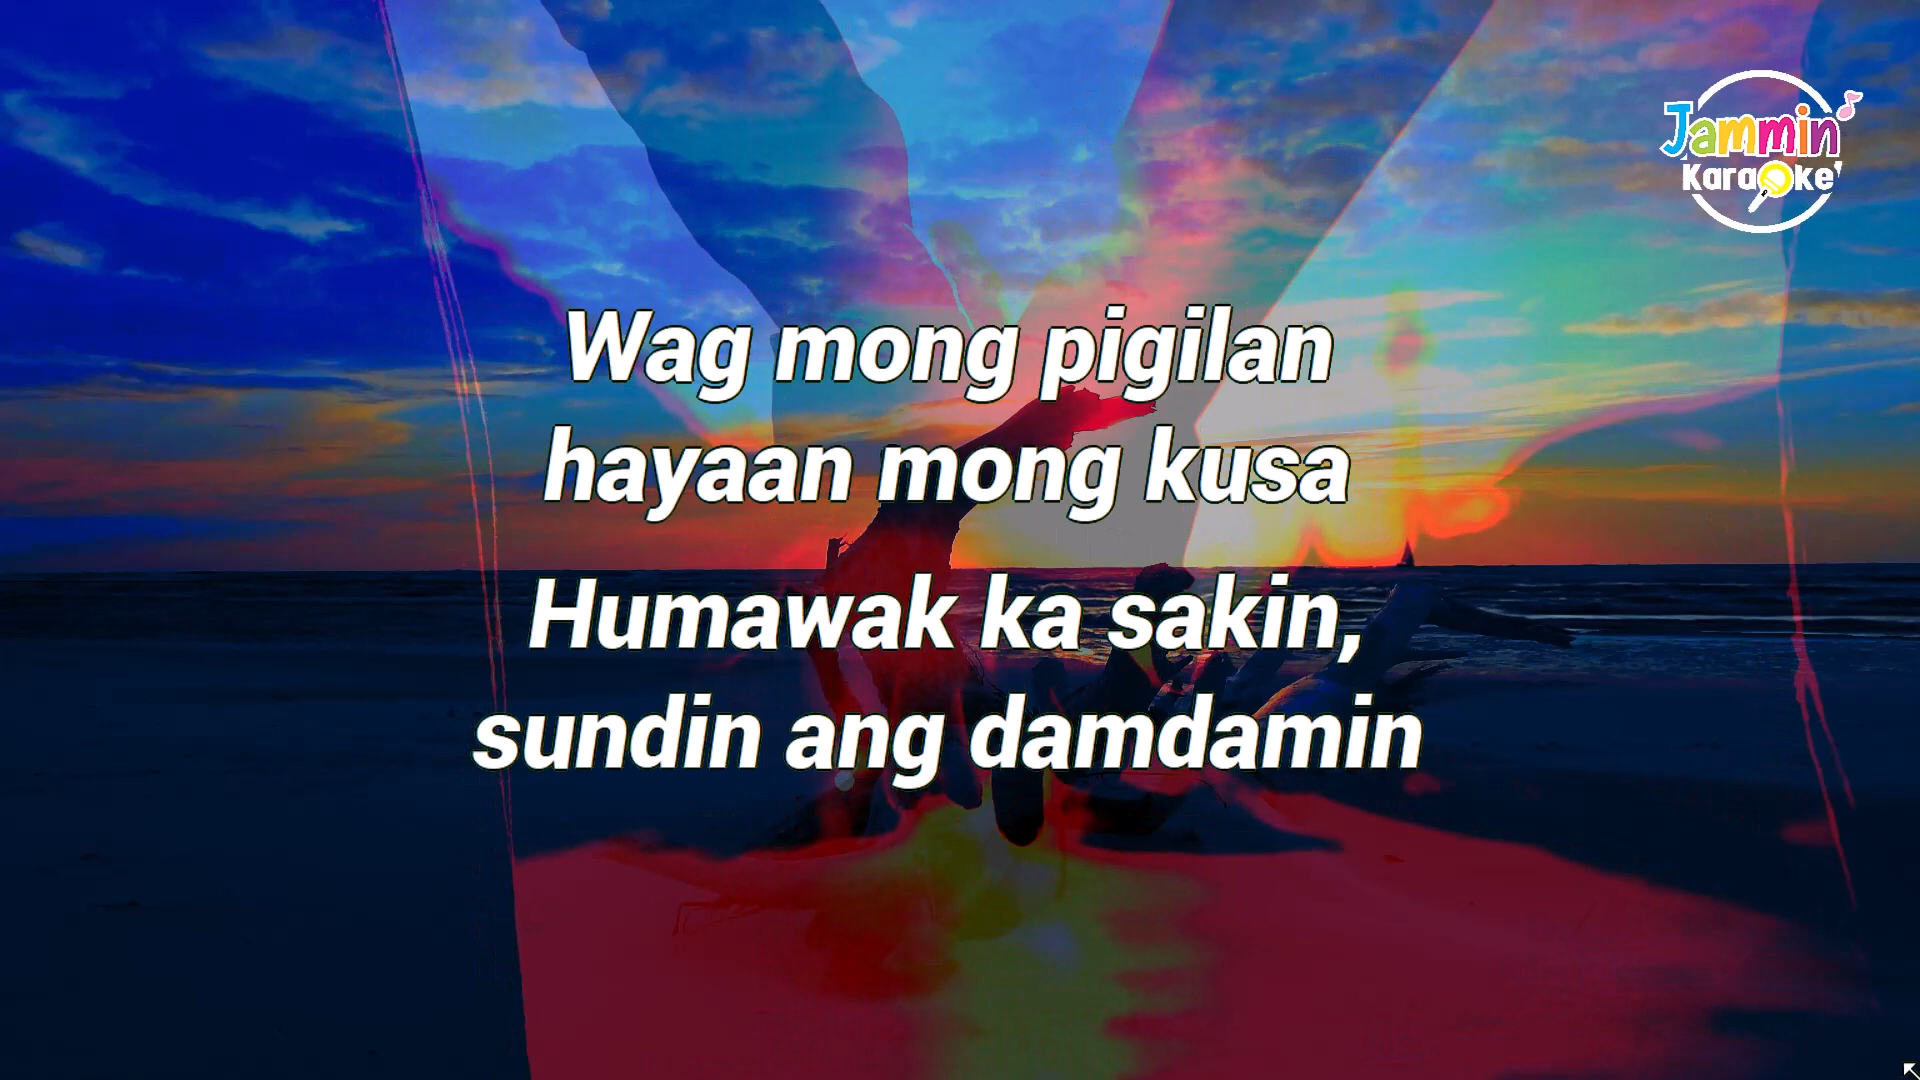 Jammin
Karaoke
Wag mong pigilan
hayaan mong kusa
Humawak ka sakin,
sundin ang damdamin